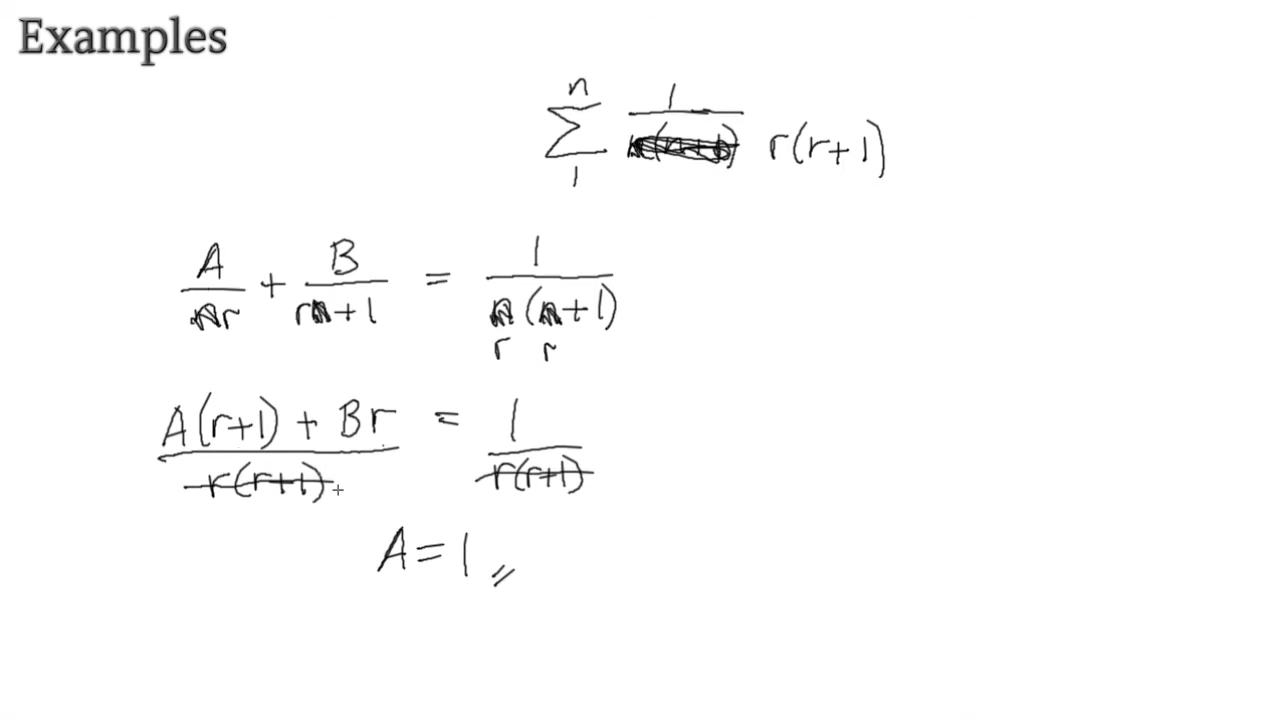 Examples
n
∑ 1/ r(r+1)
1
A/r + B/r+1 = 1/(+1)
r r
A(r+1) + Br = 1
r(r+1) r(r+1)
A = 1